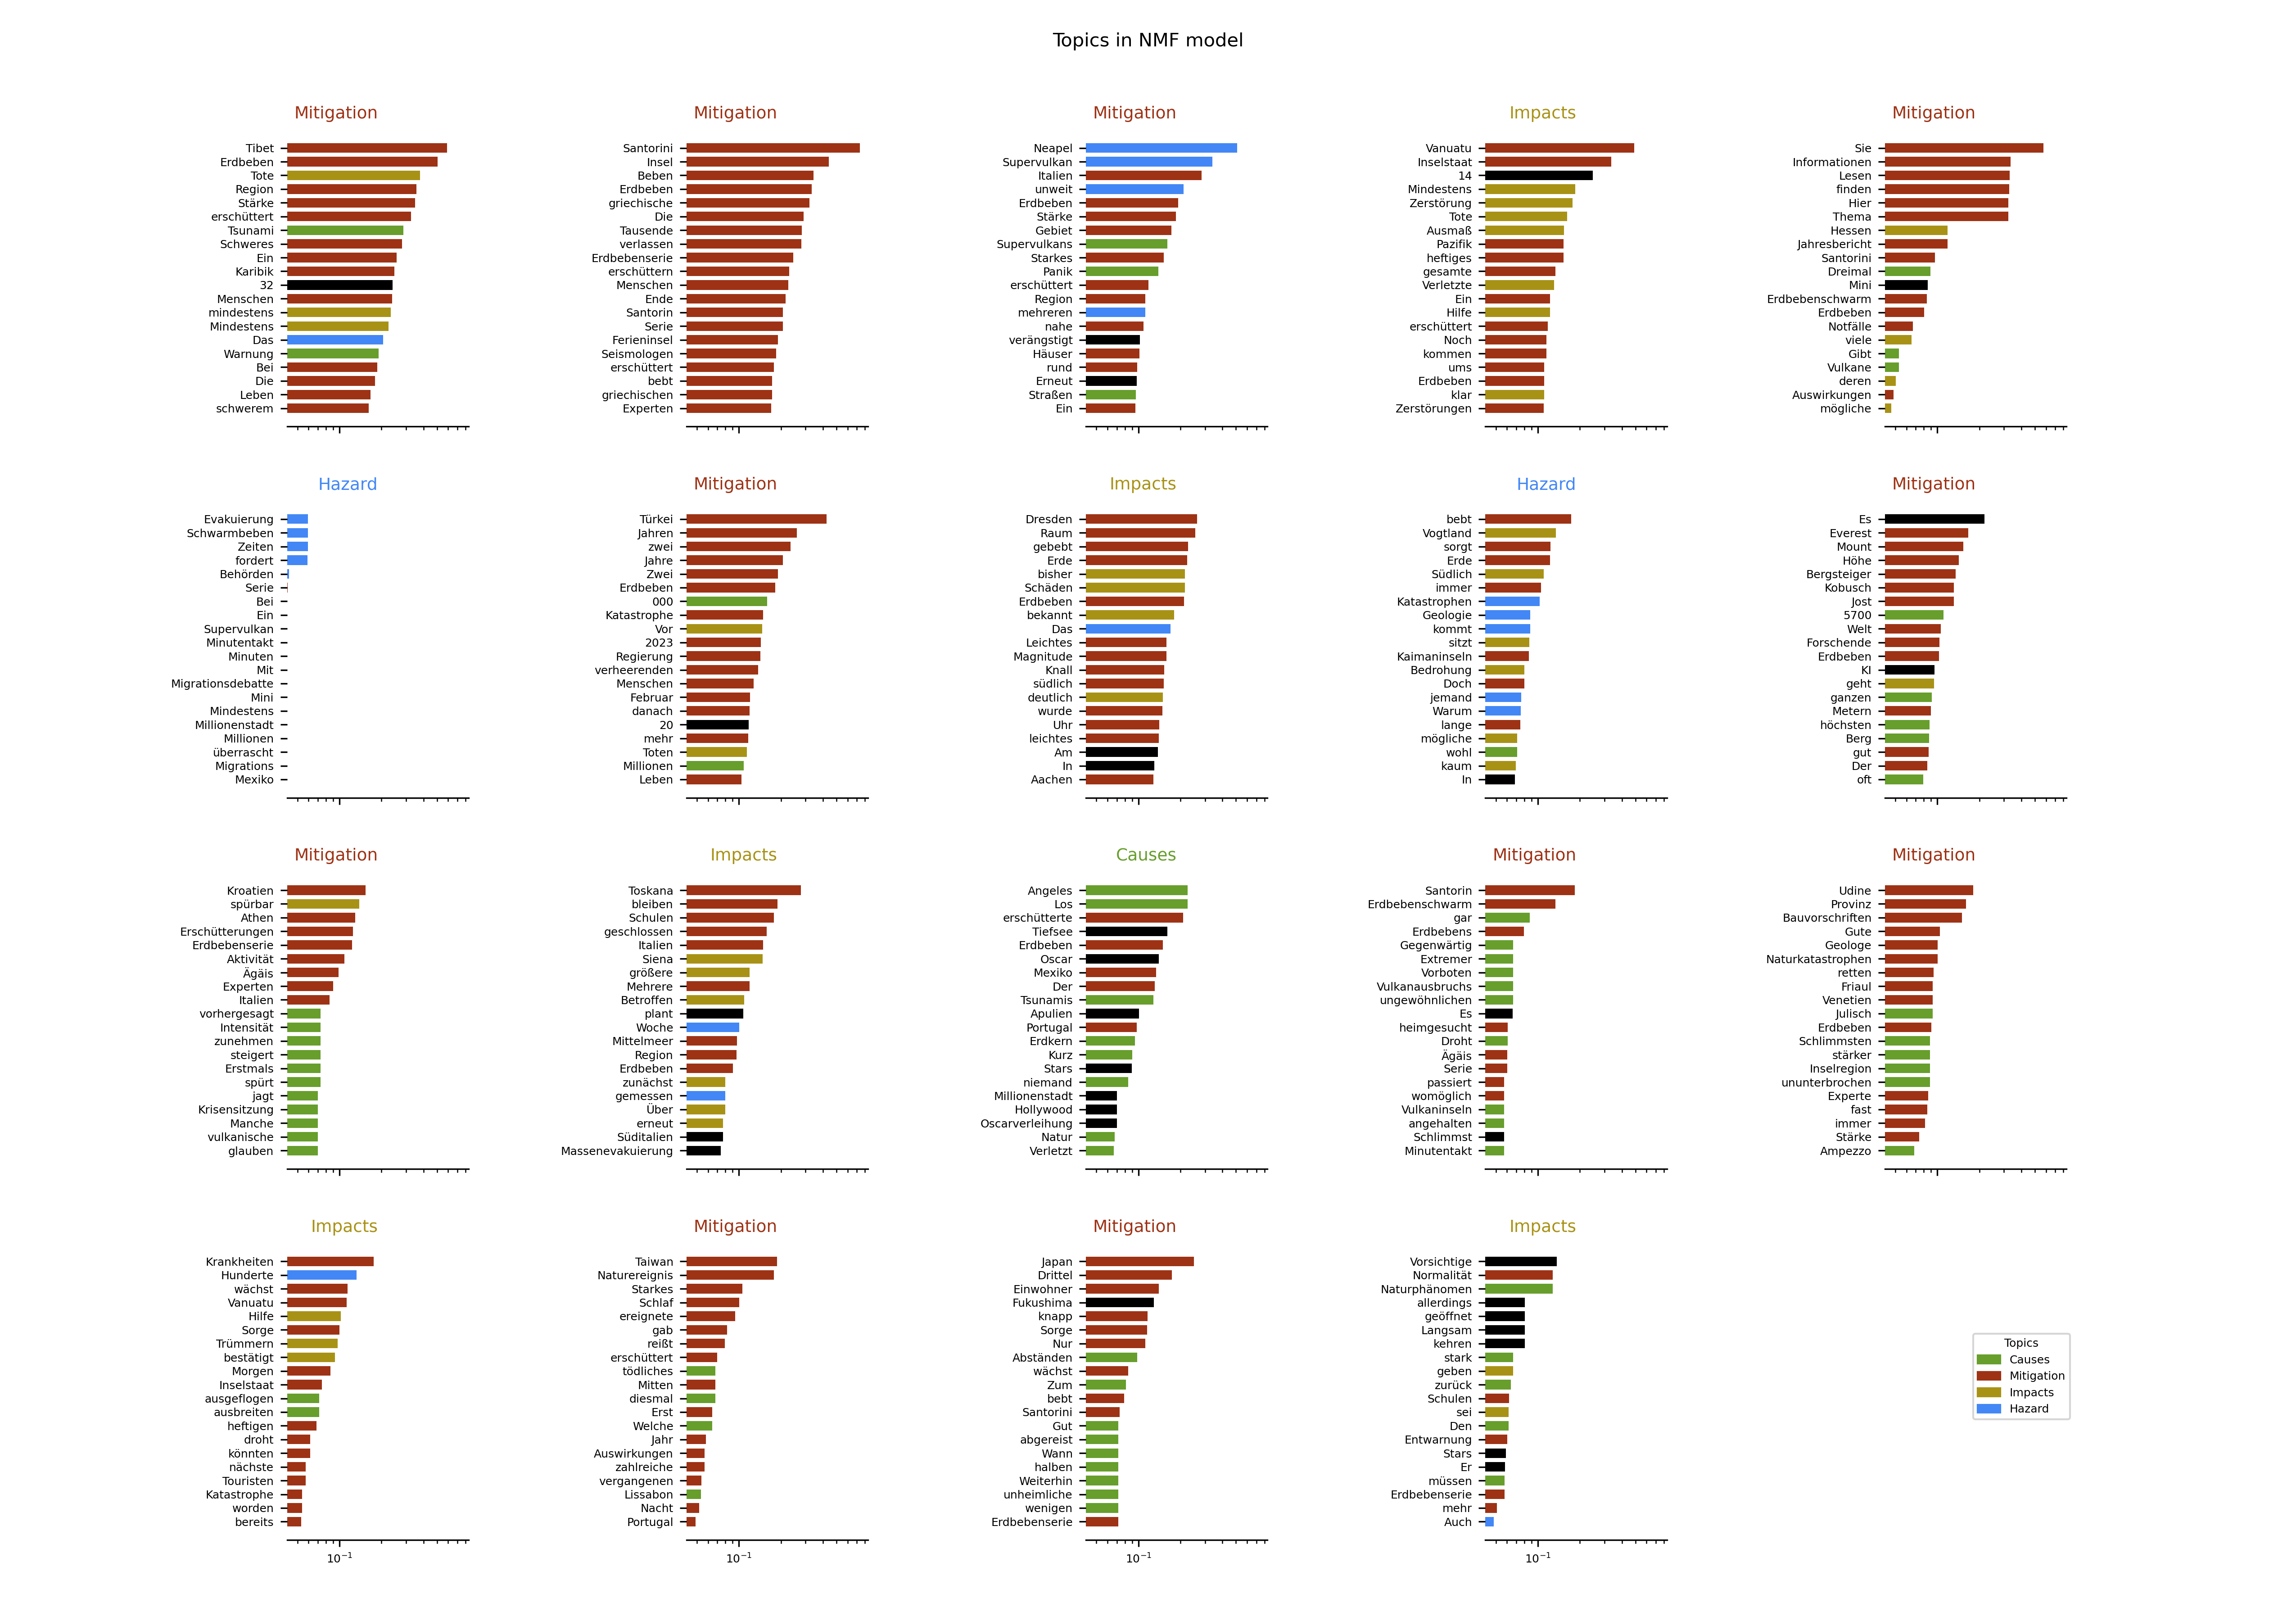 Topics in NMF model
Mitigation
Tibet
Erdbeben
Tote
Region
Stärke
erschüttert
Tsunami
Schweres
Ein
Karibik
32
Menschen
mindestens
Mindestens
Das
Warnung
Bei
Die
Leben
schwerem
Mitigation
Santorini
Insel
Beben
Erdbeben
griechische
Die
Tausende
verlassen
Erdbebenserie
erschüttern
Menschen
Ende
Santorin
Serie
Ferieninsel
Seismologen
erschüttert
bebt
griechischen
Experten
Mitigation
Neapel
Supervulkan
Italien
unweit
Erdbeben
Stärke
Gebiet
Supervulkans
Starkes
Panik
erschüttert
Region
mehreren
nahe
verängstigt
Häuser
rund
Erneut
Straßen
Ein
Impacts
Vanuatu
Inselstaat
14
Mindestens
Zerstörung
Tote
Ausmaß
Pazifik
heftiges
gesamte
Verletzte
Ein
Hilfe
erschüttert
Noch
kommen
ums
Erdbeben
klar
Zerstörungen
Mitigation
Sie
Informationen
Lesen
finden
Hier
Thema
Hessen
Jahresbericht
Santorini
Dreimal
Mini
Erdbebenschwarm
Erdbeben
Notfälle
viele
Gibt
Vulkane
deren
Auswirkungen
mögliche
Hazard
Evakuierung
Schwarmbeben
Zeiten
fordert
Behörden
Serie
Bei
Ein
Supervulkan
Minutentakt
Minuten
Mit
Migrationsdebatte
Mini
Mindestens
Millionenstadt
Millionen
überrascht
Migrations
Mexiko
Mitigation
Türkei
Jahren
zwei
Jahre
Zwei
Erdbeben
000
Katastrophe
Vor
2023
Regierung
verheerenden
Menschen
Februar
danach
20
mehr
Toten
Millionen
Leben
Impacts
Dresden
Raum
gebebt
Erde
bisher
Schäden
Erdbeben
bekannt
Das
Leichtes
Magnitude
Knall
südlich
deutlich
wurde
Uhr
leichtes
Am
In
Aachen
Hazard
bebt
Vogtland
sorgt
Erde
Südlich
immer
Katastrophen
Geologie
kommt
sitzt
Kaimaninseln
Bedrohung
Doch
jemand
Warum
lange
mögliche
wohl
kaum
In
Mitigation
Es
Everest
Mount
Höhe
Bergsteiger
Kobusch
Jost
5700
Welt
Forschende
Erdbeben
KI
geht
ganzen
Metern
höchsten
Berg
gut
Der
oft
Mitigation
Kroatien
spürbar
Athen
Erschütterungen
Erdbebenserie
Aktivität
Ägäis
Experten
Italien
vorhergesagt
Intensität
zunehmen
steigert
Erstmals
spürt
jagt
Krisensitzung
Manche
vulkanische
glauben
Impacts
Toskana
bleiben
Schulen
geschlossen
Italien
Siena
größere
Mehrere
Betroffen
plant
Woche
Mittelmeer
Region
Erdbeben
zunächst
gemessen
Über
erneut
Süditalien
Massenevakuierung
Causes
Angeles
Los
erschütterte
Tiefsee
Erdbeben
Oscar
Mexiko
Der
Tsunamis
Apulien
Portugal
Erdkern
Kurz
Stars
niemand
Millionenstadt
Hollywood
Oscarverleihung
Natur
Verletzt
Mitigation
Santorin
Erdbebenschwarm
gar
Erdbebens
Gegenwärtig
Extremer
Vorboten
Vulkanausbruchs
ungewöhnlichen
Es
heimgesucht
Droht
Ägäis
Serie
passiert
womöglich
Vulkaninseln
angehalten
Schlimmst
Minutentakt
Mitigation
Udine
Provinz
Bauvorschriften
Gute
Geologe
Naturkatastrophen
retten
Friaul
Venetien
Julisch
Erdbeben
Schlimmsten
stärker
Inselregion
ununterbrochen
Experte
fast
immer
Stärke
Ampezzo
Impacts
Krankheiten
Hunderte
wächst
Vanuatu
Hilfe
Sorge
Trümmern
bestätigt
Morgen
Inselstaat
ausgeflogen
ausbreiten
heftigen
droht
könnten
nächste
Touristen
Katastrophe
worden
bereits
10⁻¹
Mitigation
Taiwan
Naturereignis
Starkes
Schlaf
ereignete
gab
reißt
erschüttert
tödliches
Mitten
diesmal
Erst
Welche
Jahr
Auswirkungen
zahlreiche
vergangenen
Lissabon
Nacht
Portugal
10⁻¹
Mitigation
Japan
Drittel
Einwohner
Fukushima
knapp
Sorge
Nur
Abständen
wächst
Zum
bebt
Santorini
Gut
abgereist
Wann
halben
Weiterhin
unheimliche
wenigen
Erdbebenserie
10⁻¹
Impacts
Vorsichtige
Normalität
Naturphänomen
allerdings
geöffnet
Langsam
kehren
stark
geben
zurück
Schulen
sei
Den
Entwarnung
Stars
Er
müssen
Erdbebenserie
mehr
Auch
10⁻¹
Topics
Causes
Mitigation
Impacts
Hazard